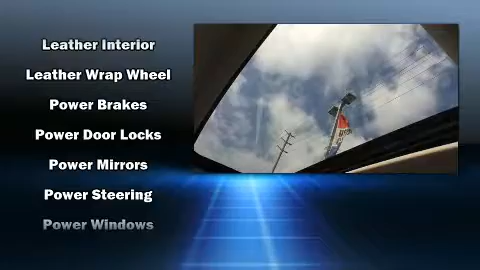 Leather Interior
Leather Wrap Wheel
Power Brakes
Power Door Locks
Power Mirrors
Power Steering
Power Windows